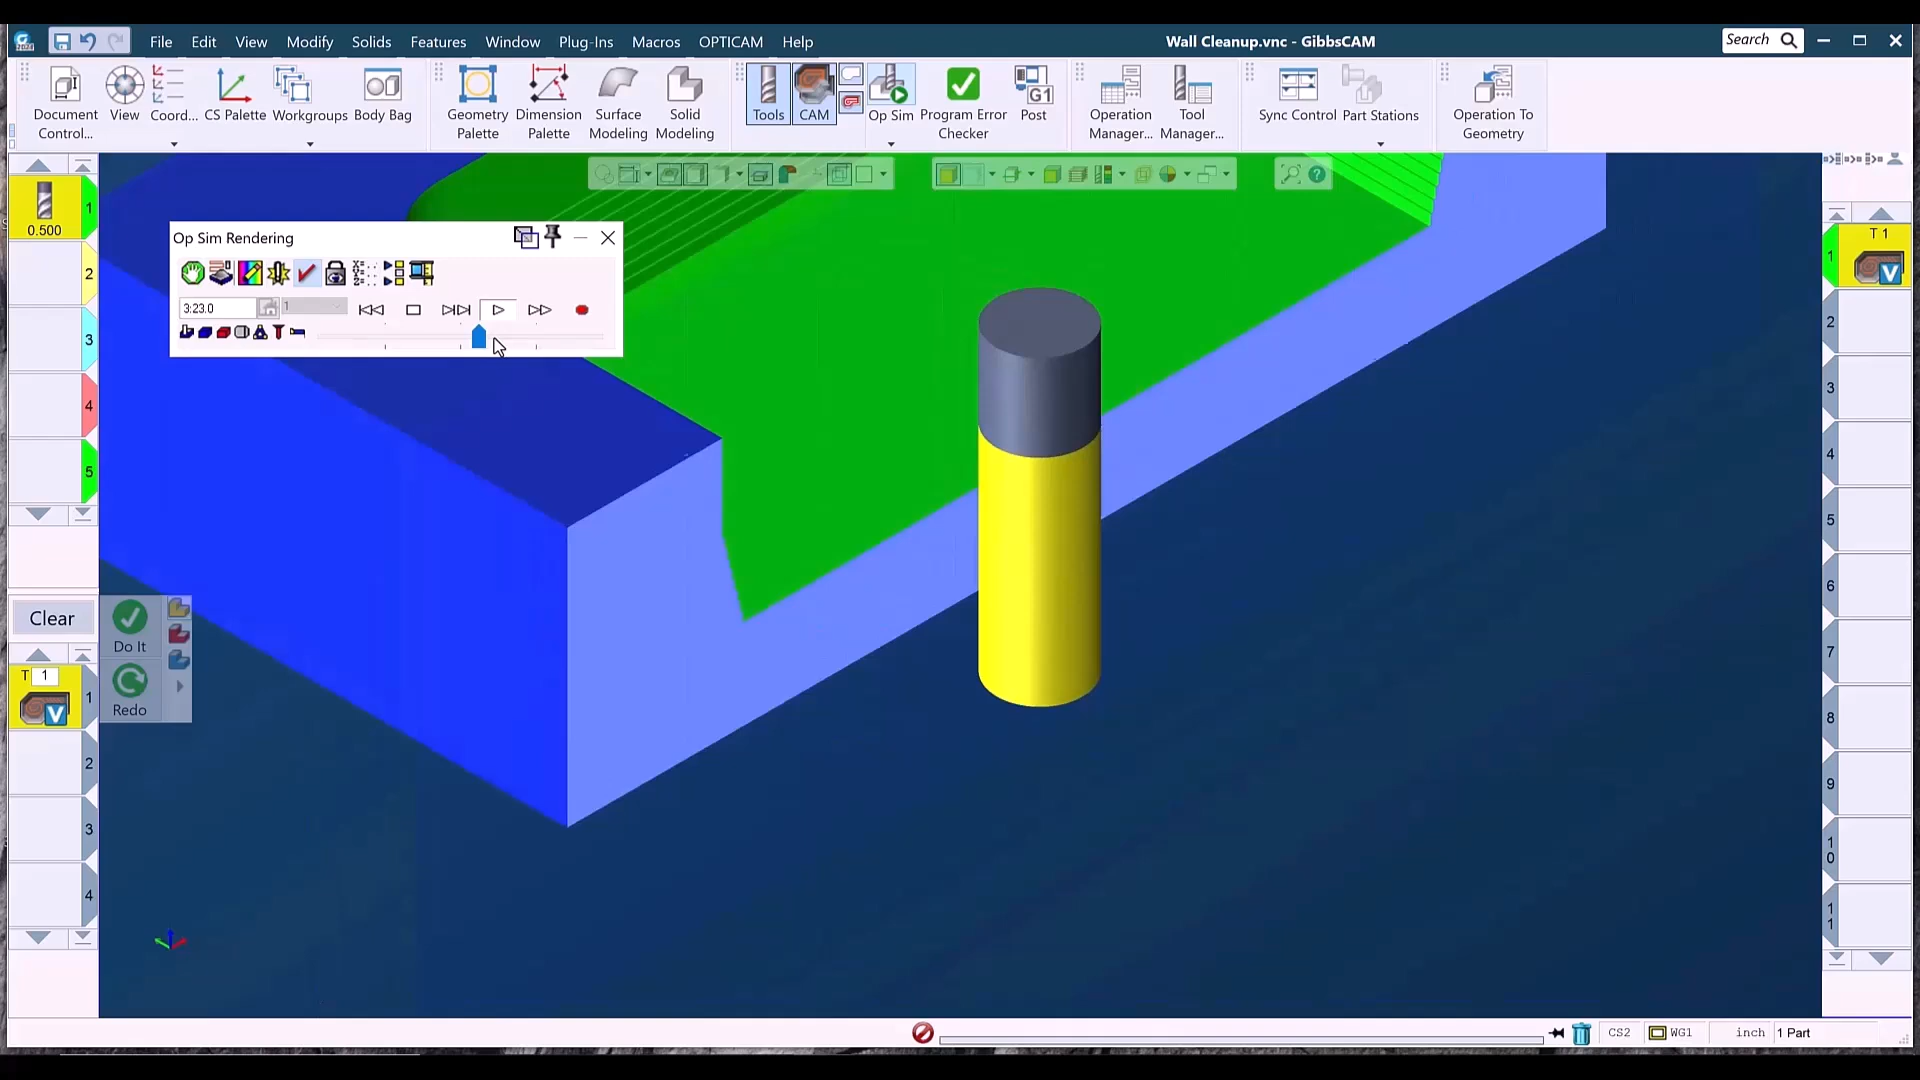 File Edit View Modify Solids Features Window Plug-Ins Macros OPTICAM Help
Wall Cleanup.vnc - GibbsCAM
Search
Document Control...
View
Coord...
CS Palette
Workgroups
Body Bag
Geometry Palette
Dimension Palette
Surface Modeling
Solid Modeling
Tools
CAM
Op Sim
Program Error Checker
G1
Post
Operation Manager...
Tool Manager...
Sync Control
Part Stations
Operation To Geometry
0.500
1
2
3
4
5
Op Sim Rendering
3:23.0
1
Clear
Do It
Redo
T 1
V
1
2
3
4
T 1
V
1
2
3
4
5
6
7
8
9
10
11
CS2
WG1
inch
1 Part